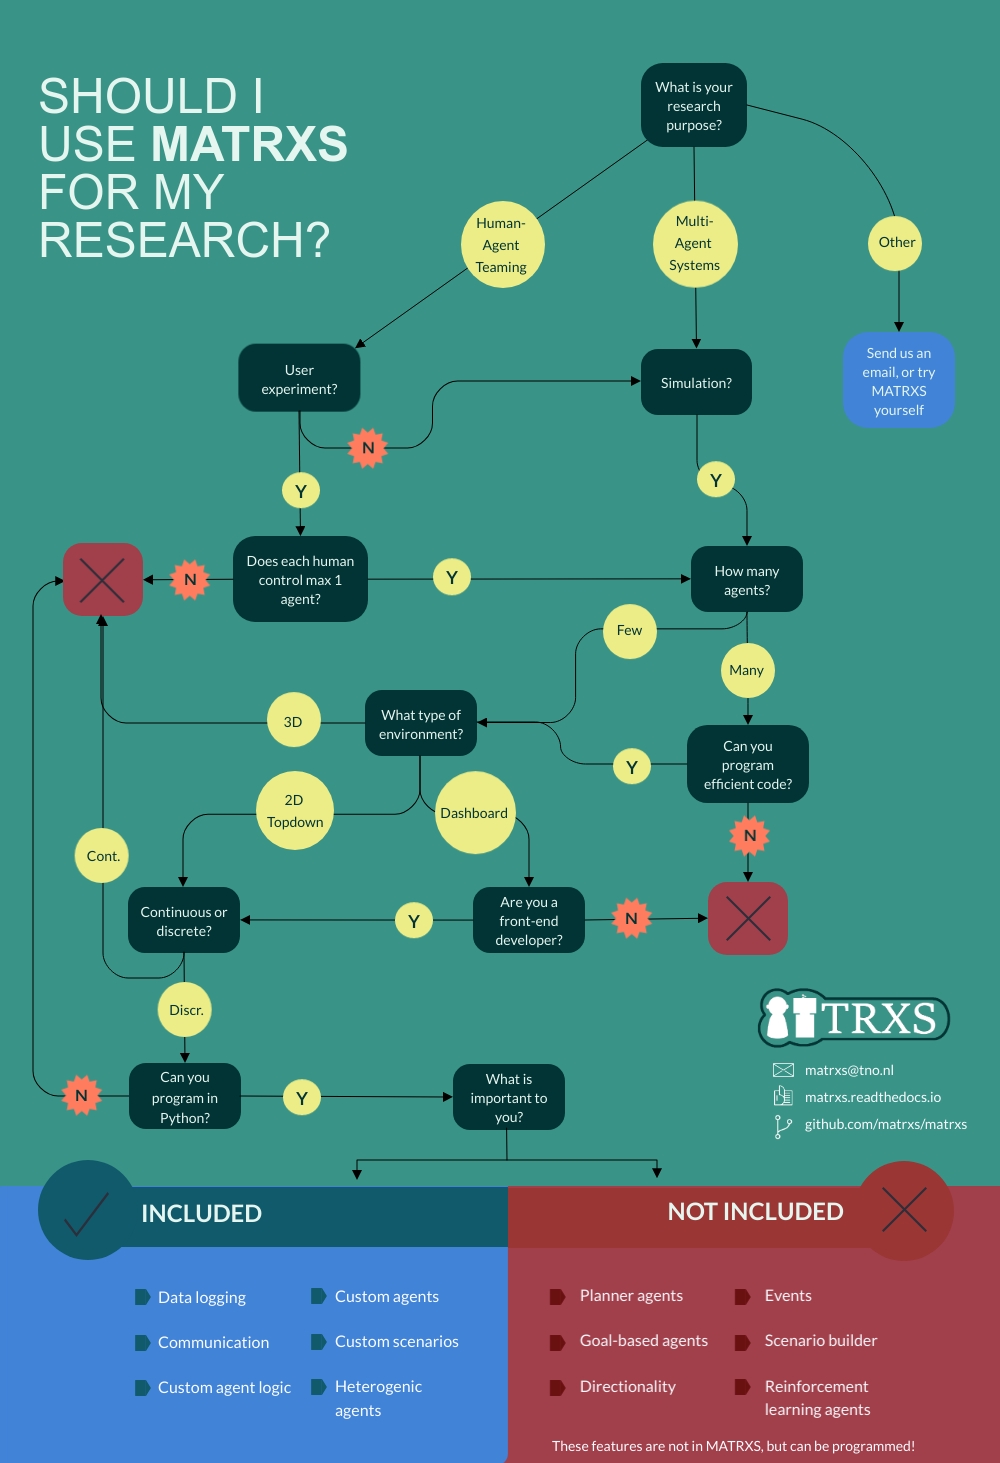 SHOULD I
USE MATRXS
FOR MY
RESEARCH?
What is your
research
purpose?
Human-
Agent
Teaming
Multi-
Agent
Systems
Other
Send us an
email, or try
MATRXS
yourself
User
experiment?
Simulation?
N
Y
Y
Does each human
control max 1
agent?
N
Y
How many
agents?
Few
Many
What type of
environment?
3D
Can you
program
efficient code?
Y
N
2D
Topdown
Dashboard
Cont.
Continuous or
discrete?
Y
Are you a
front-end
developer?
N
Discr.
TRXS
matrxs@tno.nl
matrxs.readthedocs.io
github.com/matrxs/matrxs
N
Can you
program in
Python?
Y
What is
important to
you?
INCLUDED
Data logging
Custom agents
Communication
Custom scenarios
Custom agent logic
Heterogenic
agents
NOT INCLUDED
Planner agents
Events
Goal-based agents
Scenario builder
Directionality
Reinforcement
learning agents
These features are not in MATRXS, but can be programmed!